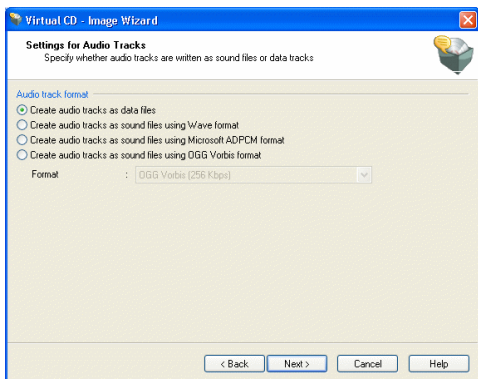 Virtual CD - Image Wizard
Settings for Audio Tracks
Specify whether audio tracks are written as sound files or data tracks
Audio track format
Create audio tracks as data files
Create audio tracks as sound files using Wave format
Create audio tracks as sound files using Microsoft ADPCM format
Create audio tracks as sound files using OGG Vorbis format
Format : OGG Vorbis (256 Kbps)
< Back Next > Cancel Help